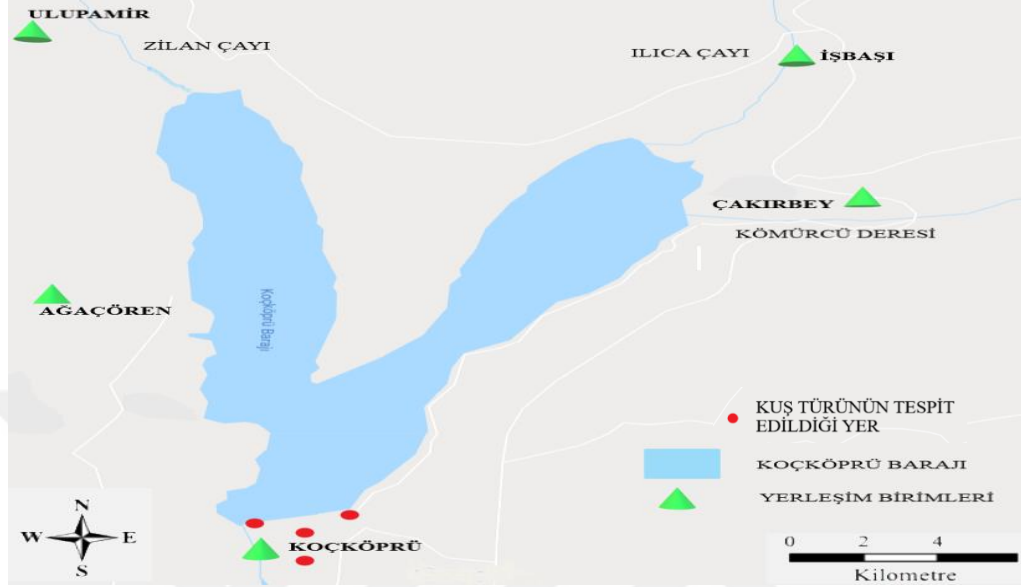 ULUPAMİR
ZİLAN ÇAYI
ILICA ÇAYI
İŞBAŞI
ÇAKIRBEY
KÖMÜRCÜ DERESİ
AĞAÇÖREN
Koçköprü Barajı
KUŞ TÜRÜNÜN TESPİT
EDİLDİĞİ YER
KOÇKÖPRÜ BARAJI
YERLEŞİM BİRİMLERİ
N
W E
S
KOÇKÖPRÜ
0 2 4
Kilometre